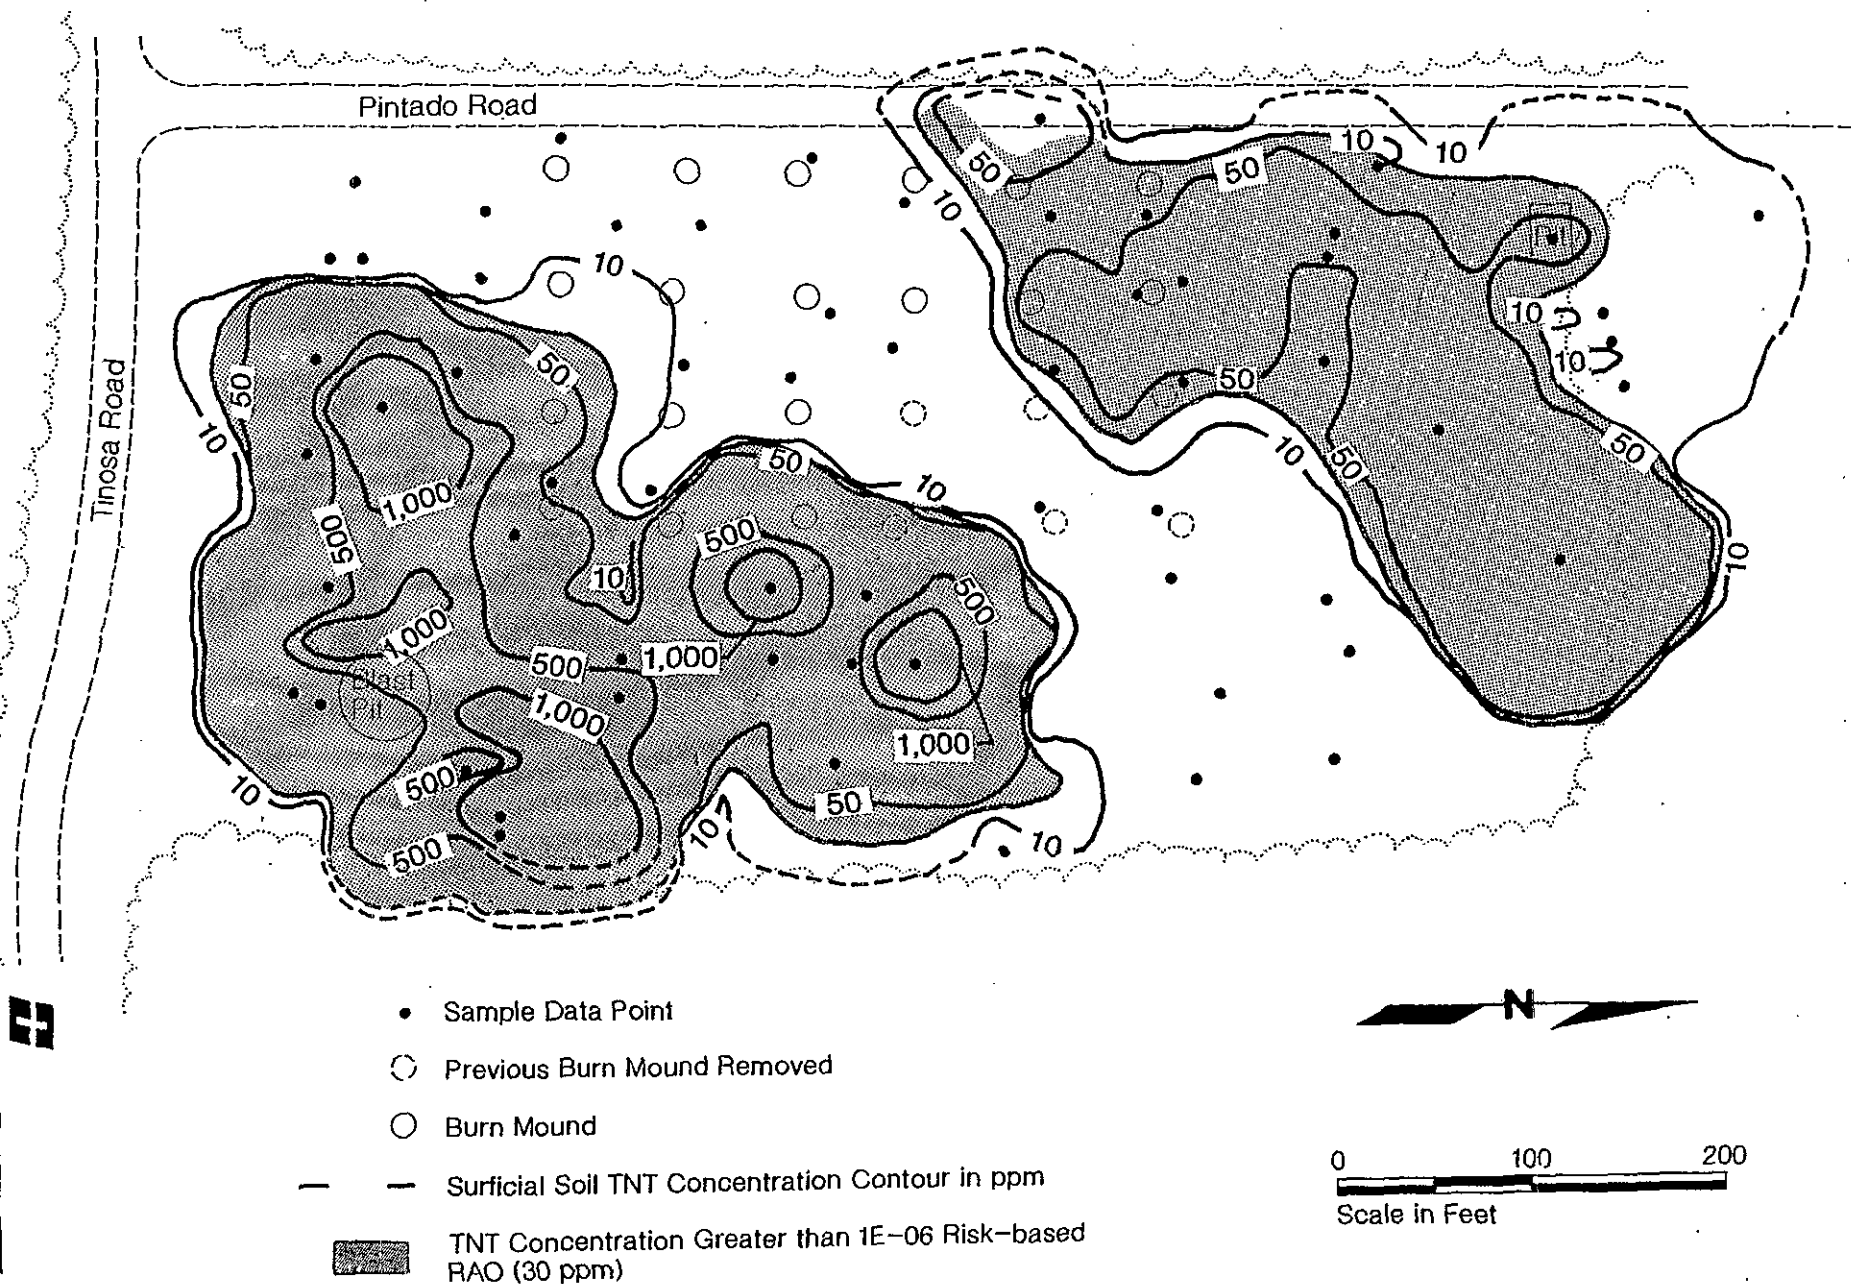 Pintado Road
Tinosa Road
50
10
50
10
10
Pit
10
10
10
50
50
10
50
1,000
500
50
10
50
50
10
50
10
500
10
1,000
500
1,000
500
1,000
Blast
Pit
1,000
500
500
10
50
10
10
10
Sample Data Point
Previous Burn Mound Removed
Burn Mound
Surficial Soil TNT Concentration Contour in ppm
TNT Concentration Greater than 1E-06 Risk-based
RAO (30 ppm)
N
0 100 200
Scale in Feet